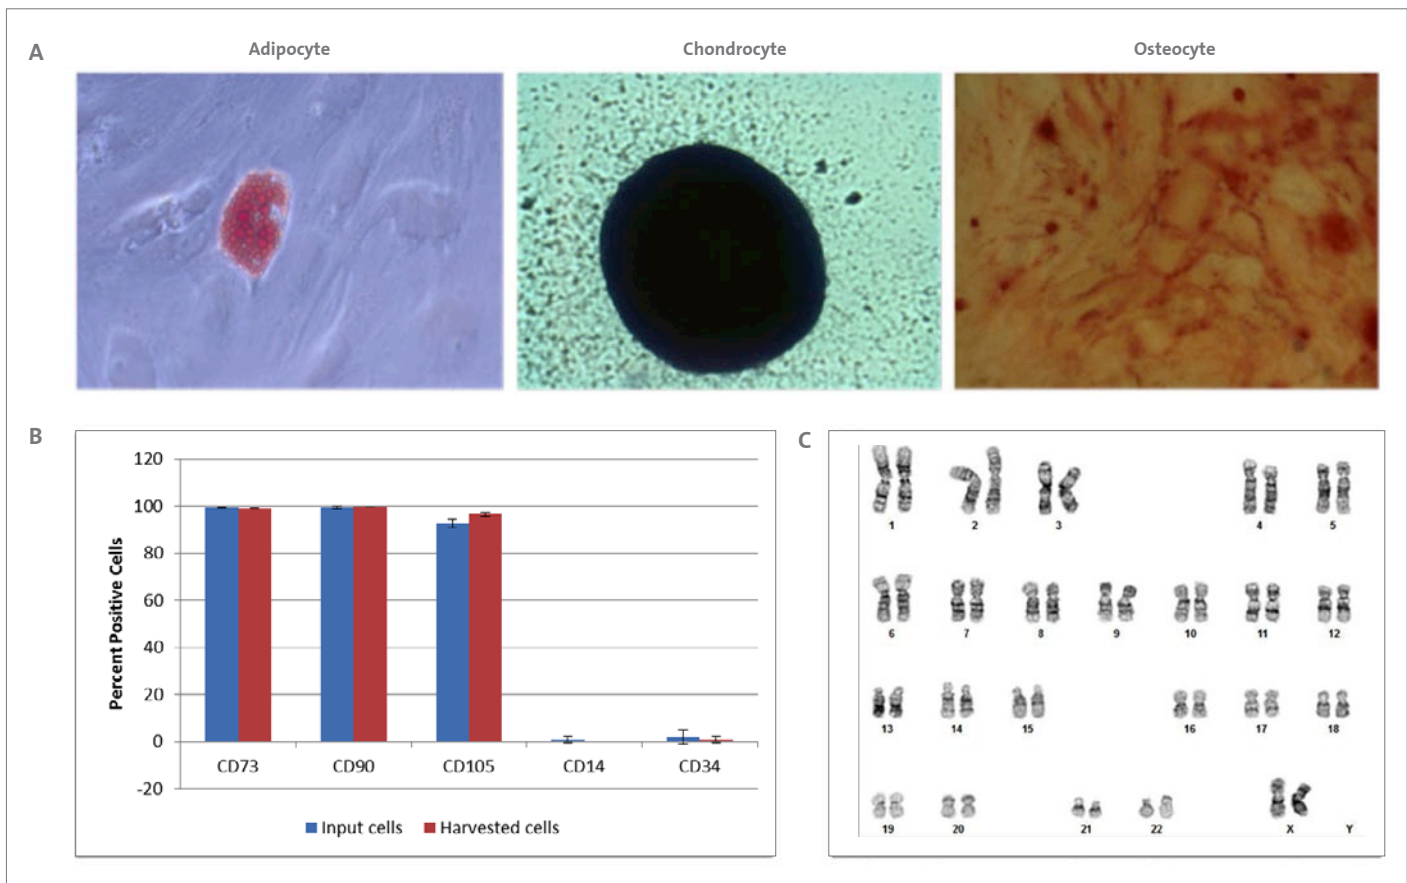 A
Adipocyte
Chondrocyte
Osteocyte
B
120
100
80
60
40
20
0
-20
Percent Positive Cells
CD73 CD90 CD105 CD14 CD34
Input cells Harvested cells
C
1 2 3 4 5
6 7 8 9 10 11 12
13 14 15 16 17 18
19 20 21 22 X Y